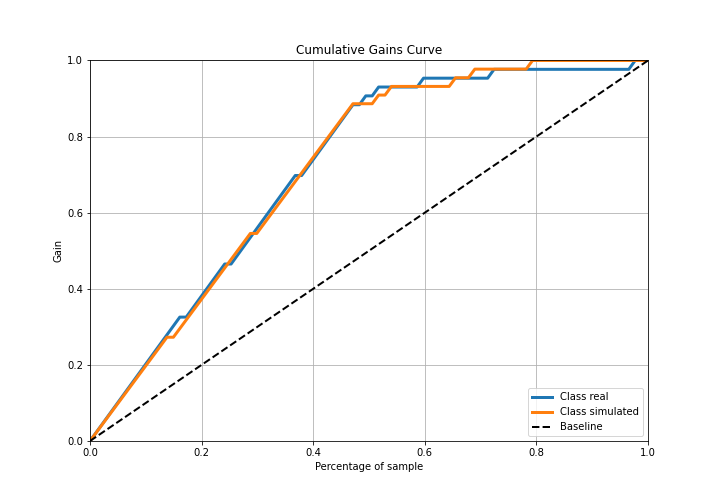 Cumulative Gains Curve
1.0
0.8
0.6
0.4
0.2
0.0
Gain
0.0 0.2 0.4 0.6 0.8 1.0
Percentage of sample
Class real
Class simulated
Baseline